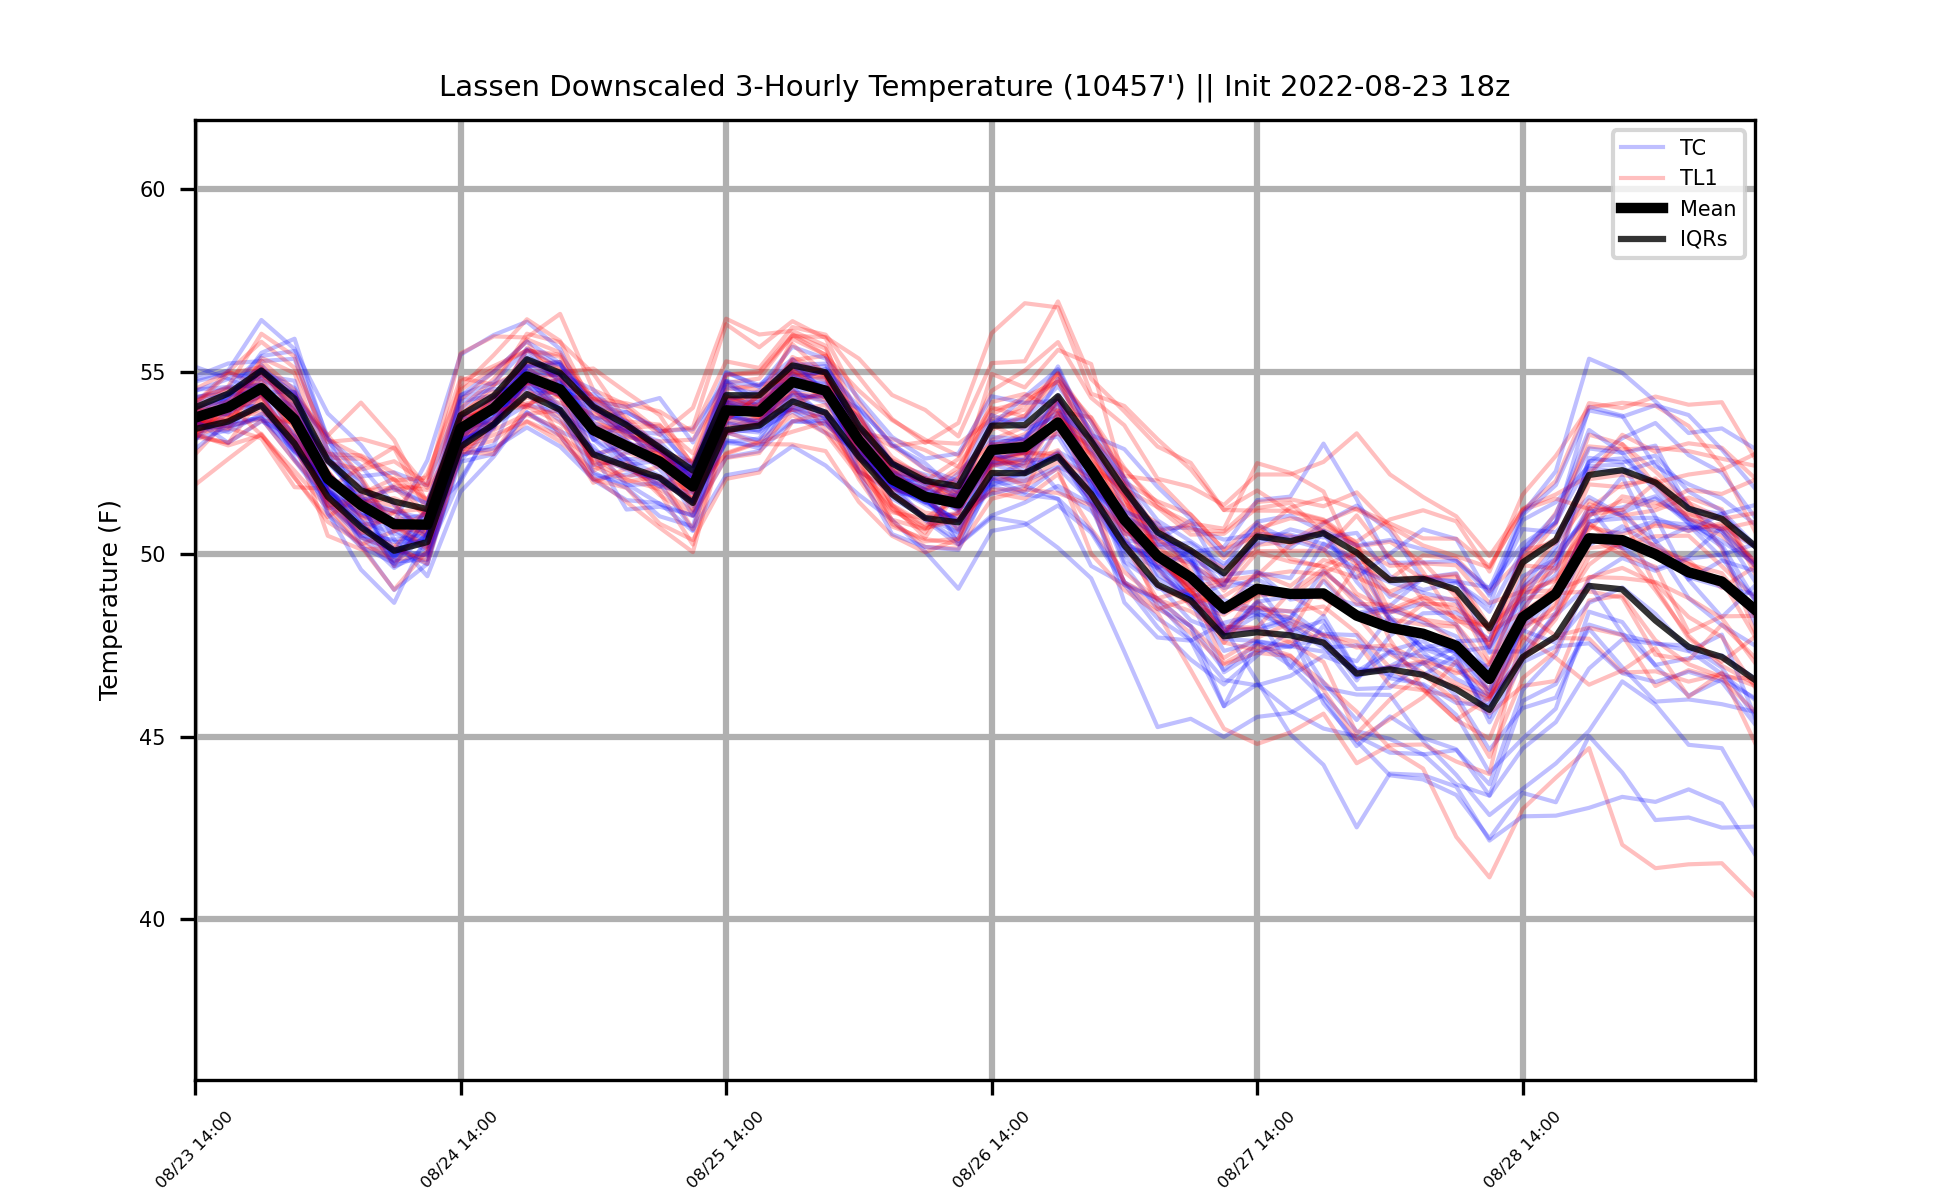 Lassen Downscaled 3-Hourly Temperature (10457') || Init 2022-08-23 18z
TC
TL1
Mean
IQRs
Temperature (F)
60
55
50
45
40
08/23 14:00
08/24 14:00
08/25 14:00
08/26 14:00
08/27 14:00
08/28 14:00